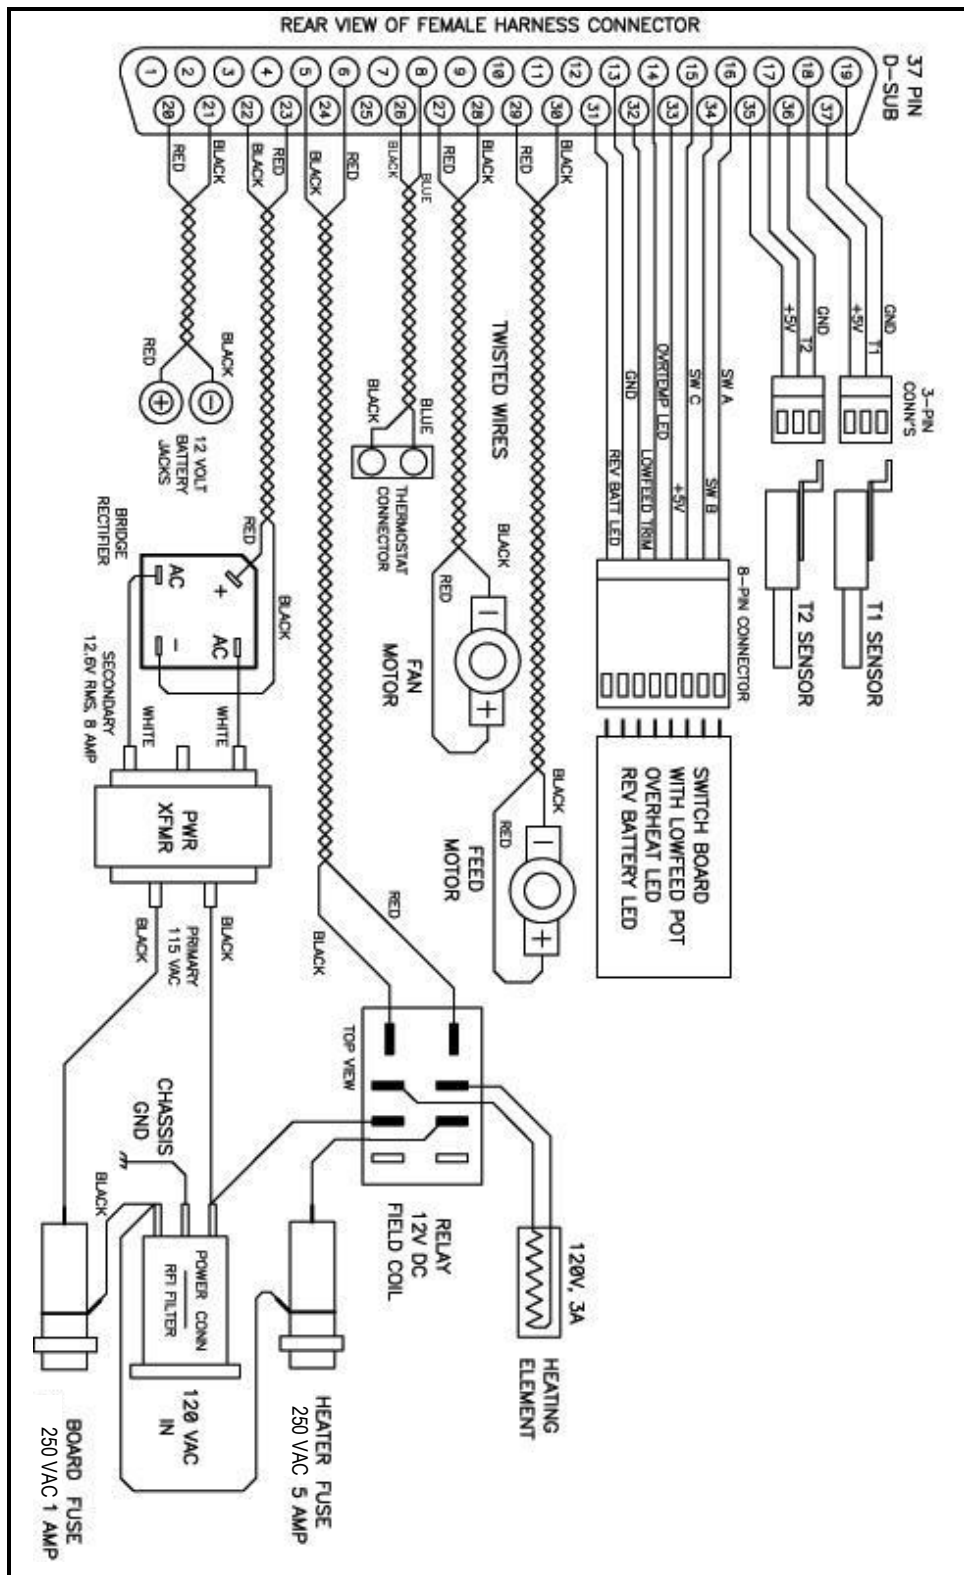 REAR VIEW OF FEMALE HARNESS CONNECTOR
37 PIN
D-SUB
1 2 3 4 5 6 7 8 9 10 11 12 13 14 15 16 17 18 19
20 21 22 23 24 25 26 27 28 29 30 31 32 33 34 35 36 37
RED
BLACK
BLACK
RED
BLACK
RED
BLACK
BLUE
RED
BLACK
RED
BLACK
+5V
T2
GND
+5V
T1
GND
3-PIN
CONN'S
T1 SENSOR
T2 SENSOR
REV BATT LED
GND
LOWFEED TRIM
OVRTEMP LED
+5V
SW C
SW B
SW A
8-PIN CONNECTOR
SWITCH BOARD
WITH LOWFEED POT
OVERHEAT LED
REV BATTERY LED
TWISTED WIRES
RED
BLACK
+
-
12 VOLT
BATTERY
JACKS
BLACK
BLUE
THERMOSTAT
CONNECTOR
RED
BLACK
-
+
FAN
MOTOR
BLACK
RED
-
+
FEED
MOTOR
BRIDGE
RECTIFIER
RED
BLACK
AC
+
-
AC
SECONDARY
12.6V RMS, 8 AMP
WHITE
WHITE
PWR
XFMR
BLACK
BLACK
PRIMARY
115 VAC
RED
BLACK
TOP VIEW
RELAY
12V DC
FIELD COIL
120V, 3A
HEATING
ELEMENT
CHASSIS
GND
BLACK
POWER CONN
RFI FILTER
120 VAC
IN
HEATER FUSE
250 VAC 5 AMP
BOARD FUSE
250 VAC 1 AMP